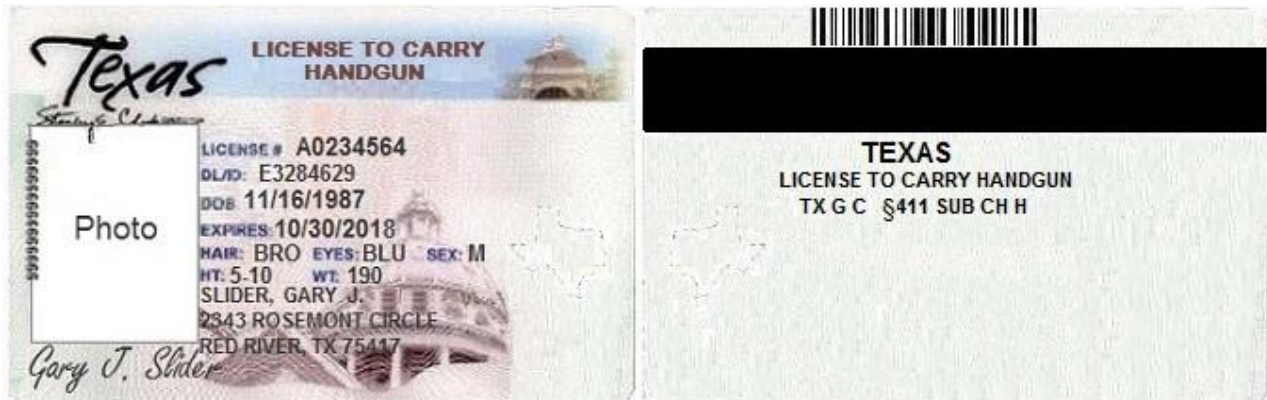 Texas
LICENSE TO CARRY
HANDGUN
LICENSE # A0234564
DL/ID: E3284629
DOB 11/16/1987
EXPIRES: 10/30/2018
HAIR: BRO EYES: BLU SEX: M
HT: 5-10 WT: 190
SLIDER, GARY J.
2343 ROSEMONT CIRCLE
RED RIVER, TX 75417
Photo
Gary J. Slider
TEXAS
LICENSE TO CARRY HANDGUN
TX G C §411 SUB CH H